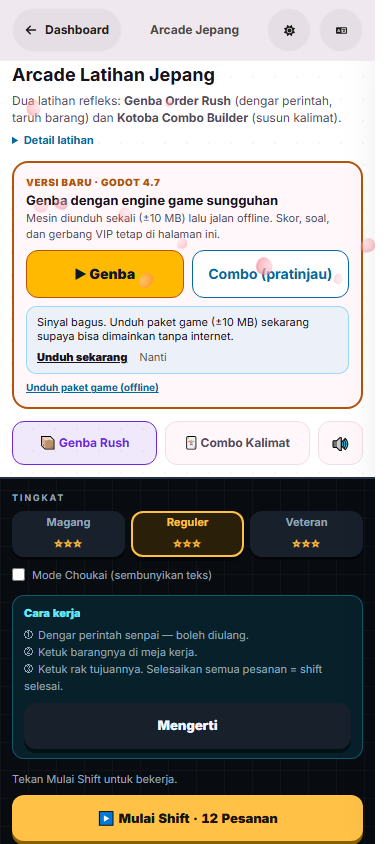 ← Dashboard
Arcade Jepang
Arcade Latihan Jepang
Dua latihan refleks: Genba Order Rush (dengar perintah,
taruh barang) dan Kotoba Combo Builder (susun kalimat).
▶ Detail latihan
VERSI BARU · GODOT 4.7
Genba dengan engine game sungguhan
Mesin diunduh sekali (±10 MB) lalu jalan offline. Skor, soal,
dan gerbang VIP tetap di halaman ini.
▶ Genba
Combo (pratinjau)
Sinyal bagus. Unduh paket game (±10 MB) sekarang
supaya bisa dimainkan tanpa internet.
Unduh sekarang
Nanti
Unduh paket game (offline)
Genba Rush
Combo Kalimat
TINGKAT
Magang
☆☆☆
Reguler
☆☆☆
Veteran
☆☆☆
Mode Choukai (sembunyikan teks)
Cara kerja
① Dengar perintah senpai — boleh diulang.
② Ketuk barangnya di meja kerja.
③ Ketuk rak tujuannya. Selesaikan semua pesanan = shift
selesai.
Mengerti
Tekan Mulai Shift untuk bekerja.
▶ Mulai Shift · 12 Pesanan